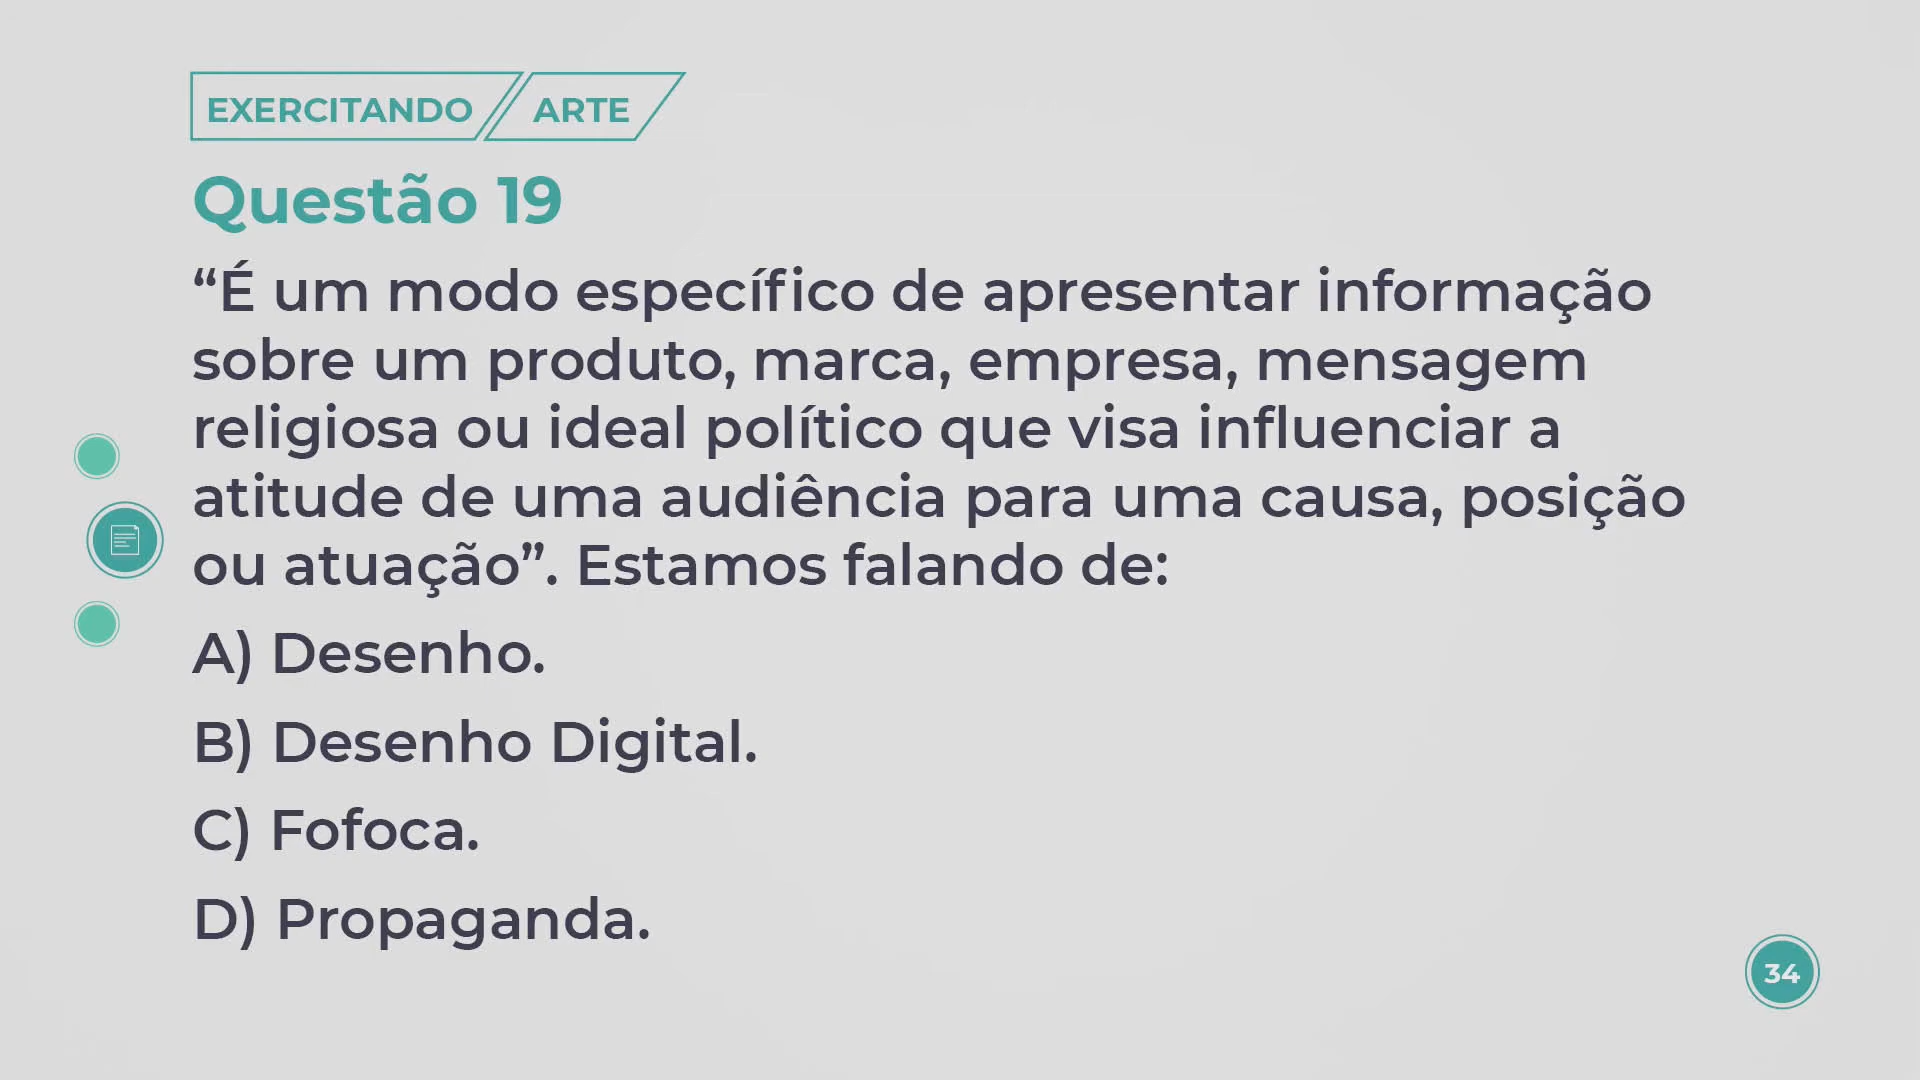 EXERCITANDO ARTE
Questão 19
“É um modo específico de apresentar informação
sobre um produto, marca, empresa, mensagem
religiosa ou ideal político que visa influenciar a
atitude de uma audiência para uma causa, posição
ou atuação”. Estamos falando de:
A) Desenho.
B) Desenho Digital.
C) Fofoca.
D) Propaganda.
34